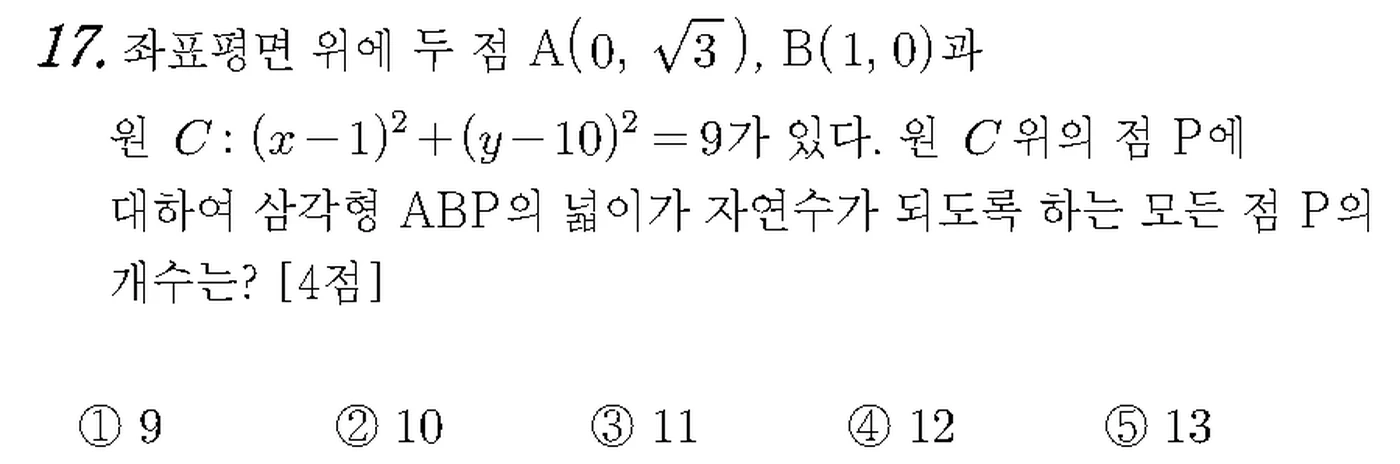 17. 좌표평면 위에 두 점 A(0, √3), B(1, 0)과
원 C: (x−1)²+(y−10)²=9가 있다. 원 C 위의 점 P에
대하여 삼각형 ABP의 넓이가 자연수가 되도록 하는 모든 점 P의
개수는? [4점]
① 9 ② 10 ③ 11 ④ 12 ⑤ 13